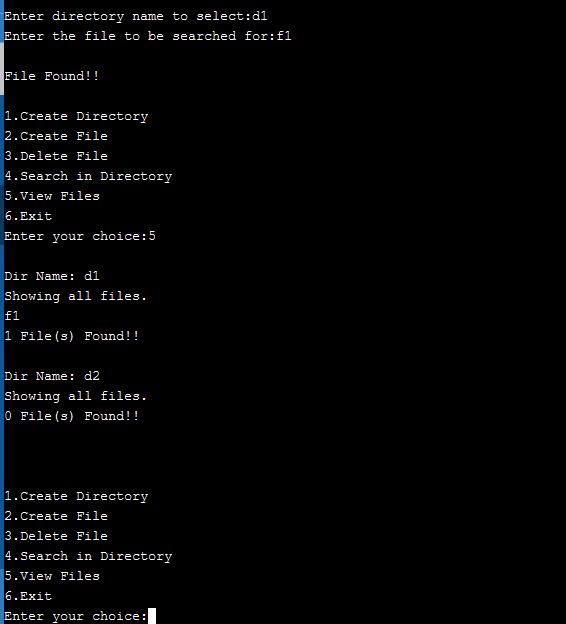 Enter directory name to select:d1
Enter the file to be searched for:f1
File Found!!
1.Create Directory
2.Create File
3.Delete File
4.Search in Directory
5.View Files
6.Exit
Enter your choice:5
Dir Name: d1
Showing all files.
f1
1 File(s) Found!!
Dir Name: d2
Showing all files.
0 File(s) Found!!
1.Create Directory
2.Create File
3.Delete File
4.Search in Directory
5.View Files
6.Exit
Enter your choice: